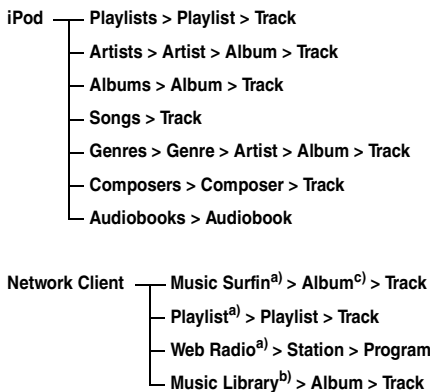 iPod Playlists > Playlist > Track
Artists > Artist > Album > Track
Albums > Album > Track
Songs > Track
Genres > Genre > Artist > Album > Track
Composers > Composer > Track
Audiobooks > Audiobook
Network Client Music Surfin a) > Album c) > Track
Playlist a) > Playlist > Track
Web Radio a) > Station > Program
Music Library b) > Album > Track